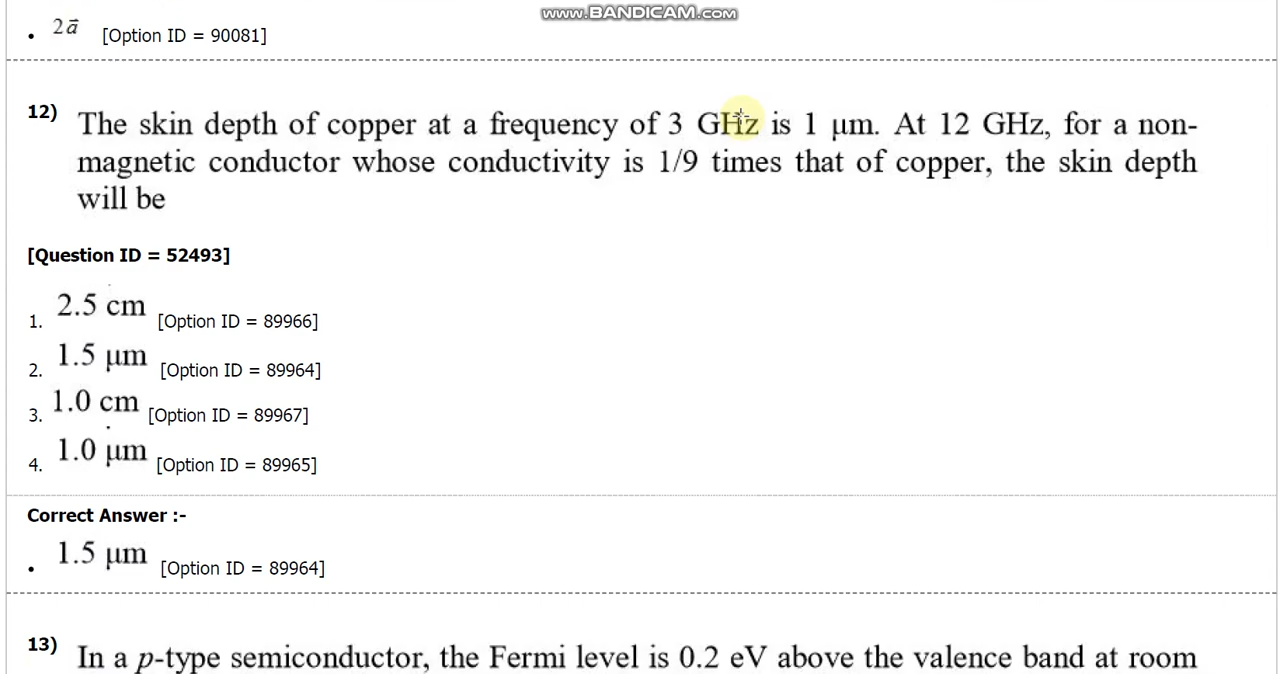 www.BANDICAM.com
• 2a⃗ [Option ID = 90081]
12) The skin depth of copper at a frequency of 3 GHz is 1 μm. At 12 GHz, for a non-
magnetic conductor whose conductivity is 1/9 times that of copper, the skin depth
will be
[Question ID = 52493]
1. 2.5 cm [Option ID = 89966]
2. 1.5 μm [Option ID = 89964]
3. 1.0 cm [Option ID = 89967]
4. 1.0 μm [Option ID = 89965]
Correct Answer :-
• 1.5 μm [Option ID = 89964]
13) In a p-type semiconductor, the Fermi level is 0.2 eV above the valence band at room